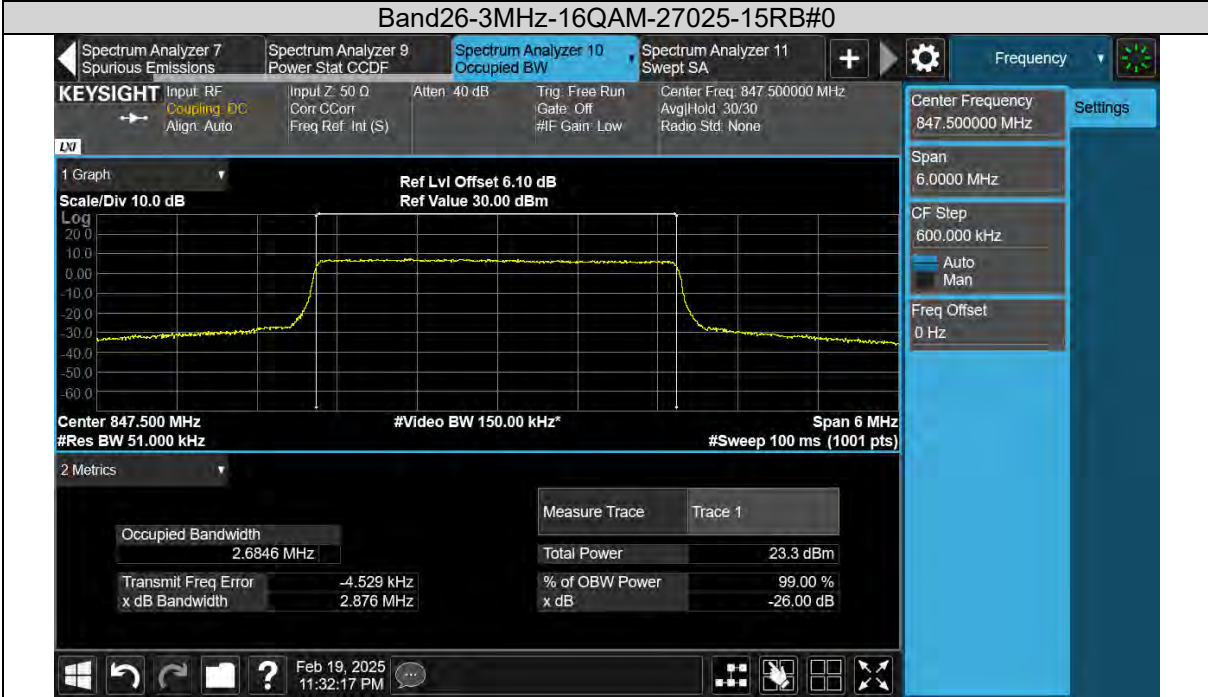 Band26-3MHz-16QAM-27025-15RB#0
Spectrum Analyzer 7
Spurious Emissions
Spectrum Analyzer 9
Power Stat CCDF
Spectrum Analyzer 10
Occupied BW
Spectrum Analyzer 11
Swept SA
+
Frequency
KEYSIGHT
Input: RF
Coupling: DC
Align: Auto
Input Z: 50 Ω
Corr CCorr
Freq Ref: Int (S)
Atten: 40 dB
Trig: Free Run
Gate: Off
#IF Gain: Low
Center Freq: 847.500000 MHz
Avg|Hold: 30/30
Radio Std: None
LXI
Center Frequency
847.500000 MHz
Settings
Span
6.0000 MHz
CF Step
600.000 kHz
Auto
Man
Freq Offset
0 Hz
1 Graph
Scale/Div 10.0 dB
Ref Lvl Offset 6.10 dB
Ref Value 30.00 dBm
Log
20.0
10.0
0.00
-10.0
-20.0
-30.0
-40.0
-50.0
-60.0
Center 847.500 MHz
#Res BW 51.000 kHz
#Video BW 150.00 kHz*
Span 6 MHz
#Sweep 100 ms (1001 pts)
2 Metrics
Measure Trace
Trace 1
Occupied Bandwidth
2.6846 MHz
Total Power
23.3 dBm
Transmit Freq Error
-4.529 kHz
% of OBW Power
99.00 %
x dB Bandwidth
2.876 MHz
x dB
-26.00 dB
?
Feb 19, 2025
11:32:17 PM